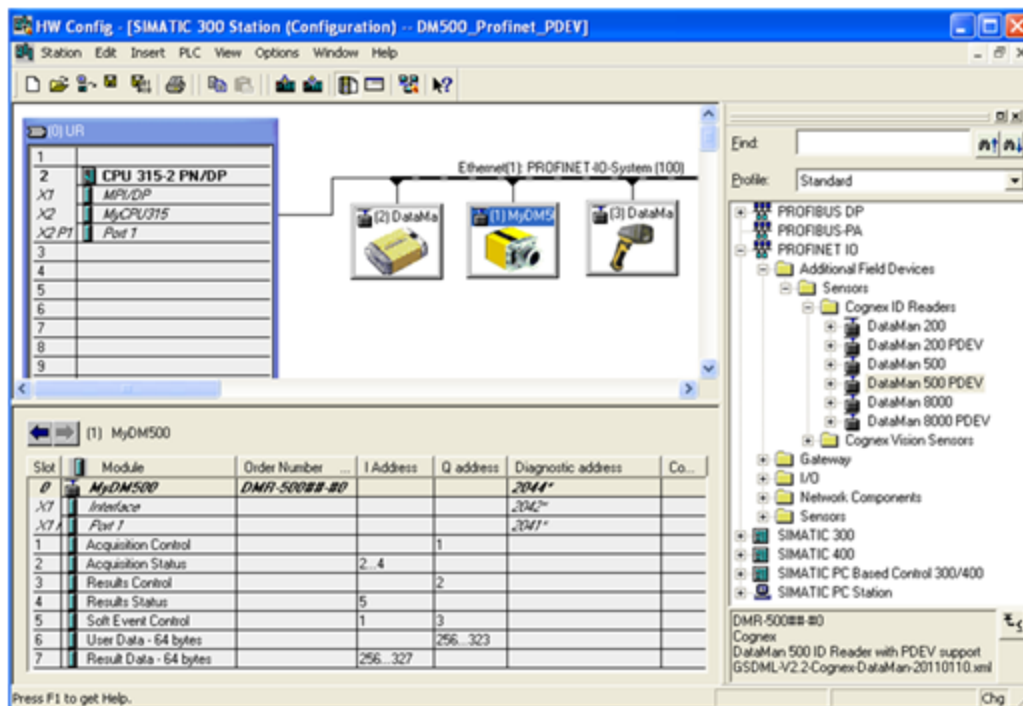 HW Config - [SIMATIC 300 Station (Configuration) -- DM500_Profinet_PDEV]
Station Edit Insert PLC View Options Window Help
(0) UR
1
2 CPU 315-2 PN/DP
X1 MPI/DP
X2 MyCPU315
X2 P1 Port 1
3
4
5
6
7
8
9
Ethernet(1): PROFINET-IO-System (100)
(2) DataMa
(1) MyDM5
(3) DataMa
Find:
Profile: Standard
PROFIBUS DP
PROFIBUS-PA
PROFINET IO
Additional Field Devices
Sensors
Cognex ID Readers
DataMan 200
DataMan 200 PDEV
DataMan 500
DataMan 500 PDEV
DataMan 8000
DataMan 8000 PDEV
Cognex Vision Sensors
Gateway
I/O
Network Components
Sensors
SIMATIC 300
SIMATIC 400
SIMATIC PC Based Control 300/400
SIMATIC PC Station
(1) MyDM500
Slot Module Order Number ... I Address Q address Diagnostic address Co...
0 MyDM500 DMR-500##-#0 2044*
X1 Interface 2042*
X1 Port 1 2041*
1 Acquisition Control 1
2 Acquisition Status 2...4
3 Results Control 2
4 Results Status 5
5 Soft Event Control 1 3
6 User Data - 64 bytes 256...323
7 Result Data - 64 bytes 256...327
DMR-500##-#0
Cognex
DataMan 500 ID Reader with PDEV support
GSDML-V2.2-Cognex-DataMan-20110110.xml
Press F1 to get Help.
Chg